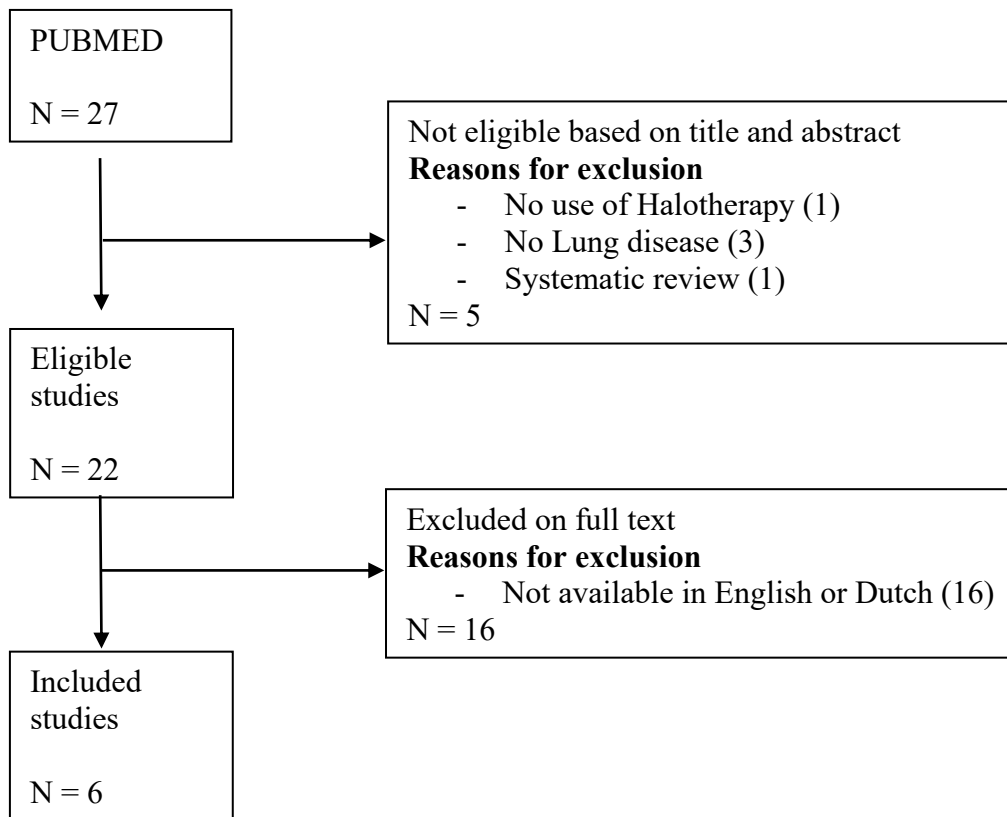 PUBMED
N = 27
Not eligible based on title and abstract
Reasons for exclusion
- No use of Halotherapy (1)
- No Lung disease (3)
- Systematic review (1)
N = 5
Eligible
studies
N = 22
Excluded on full text
Reasons for exclusion
- Not available in English or Dutch (16)
N = 16
Included
studies
N = 6